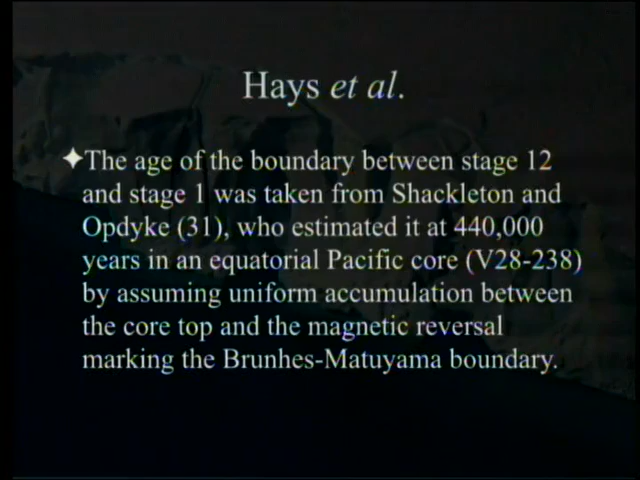 Hays et al.
The age of the boundary between stage 12
and stage 1 was taken from Shackleton and
Opdyke (31), who estimated it at 440,000
years in an equatorial Pacific core (V28-238)
by assuming uniform accumulation between
the core top and the magnetic reversal
marking the Brunhes-Matuyama boundary.